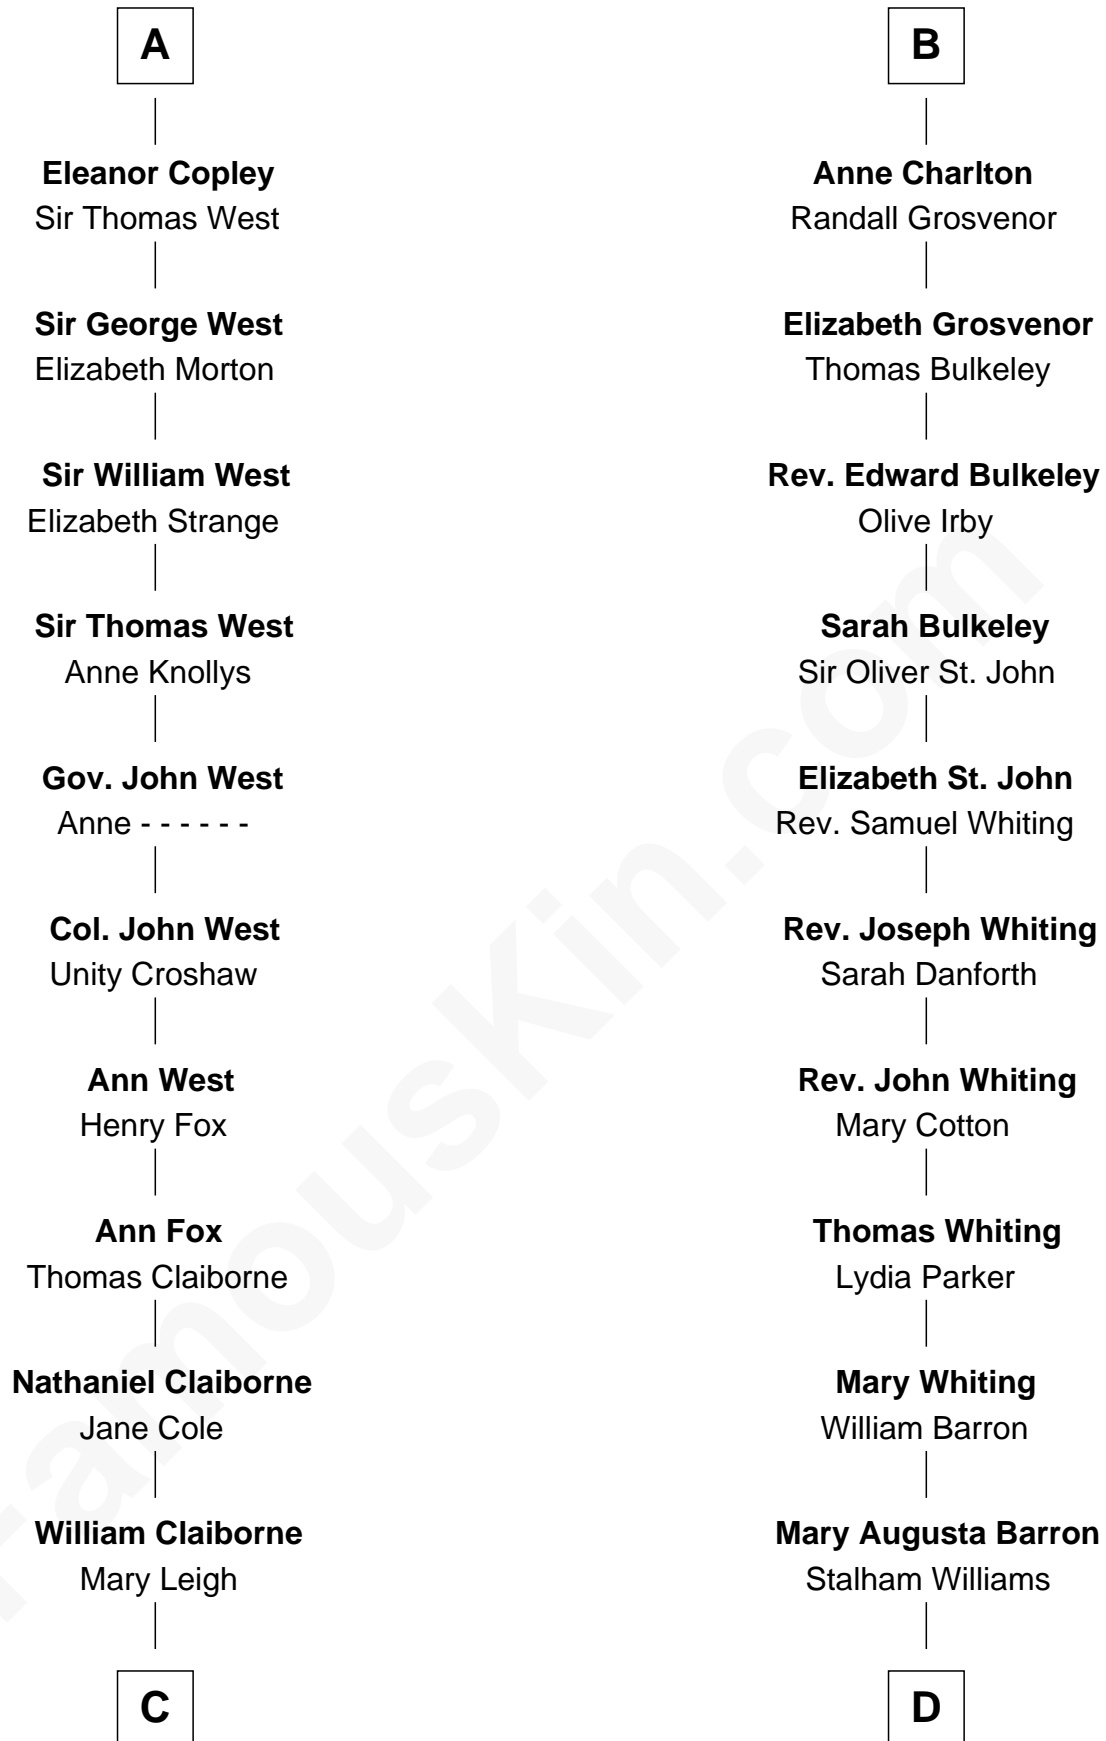 A
Eleanor Copley
Sir Thomas West
Sir George West
Elizabeth Morton
Sir William West
Elizabeth Strange
Sir Thomas West
Anne Knollys
Gov. John West
Anne - - - - - -
Col. John West
Unity Croshaw
Ann West
Henry Fox
Ann Fox
Thomas Claiborne
Nathaniel Claiborne
Jane Cole
William Claiborne
Mary Leigh
C
B
Anne Charlton
Randall Grosvenor
Elizabeth Grosvenor
Thomas Bulkeley
Rev. Edward Bulkeley
Olive Irby
Sarah Bulkeley
Sir Oliver St. John
Elizabeth St. John
Rev. Samuel Whiting
Rev. Joseph Whiting
Sarah Danforth
Rev. John Whiting
Mary Cotton
Thomas Whiting
Lydia Parker
Mary Whiting
William Barron
Mary Augusta Barron
Stalham Williams
D
FamousKin.com